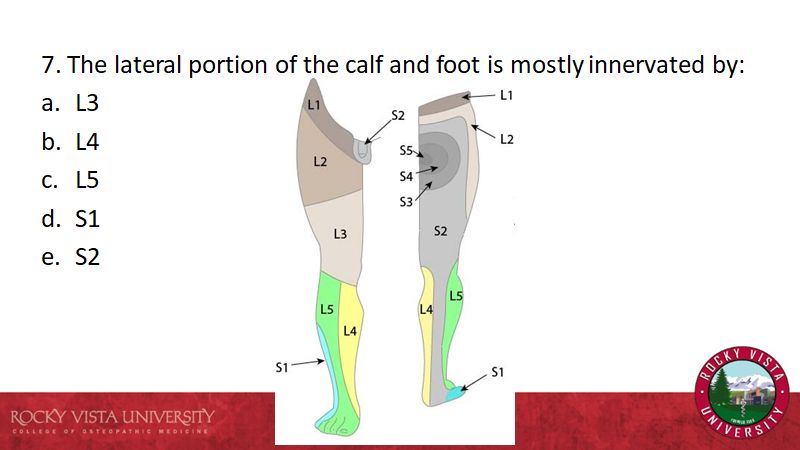 7. The lateral portion of the calf and foot is mostly innervated by:
a. L3
b. L4
c. L5
d. S1
e. S2
L1
S2
L2
L3
L5
L4
S1
L1
L2
S5
S4
S3
S2
L4
L5
S1
ROCKY VISTA UNIVERSITY
COLLEGE OF OSTEOPATHIC MEDICINE
ROCKY VISTA
UNIVERSITY